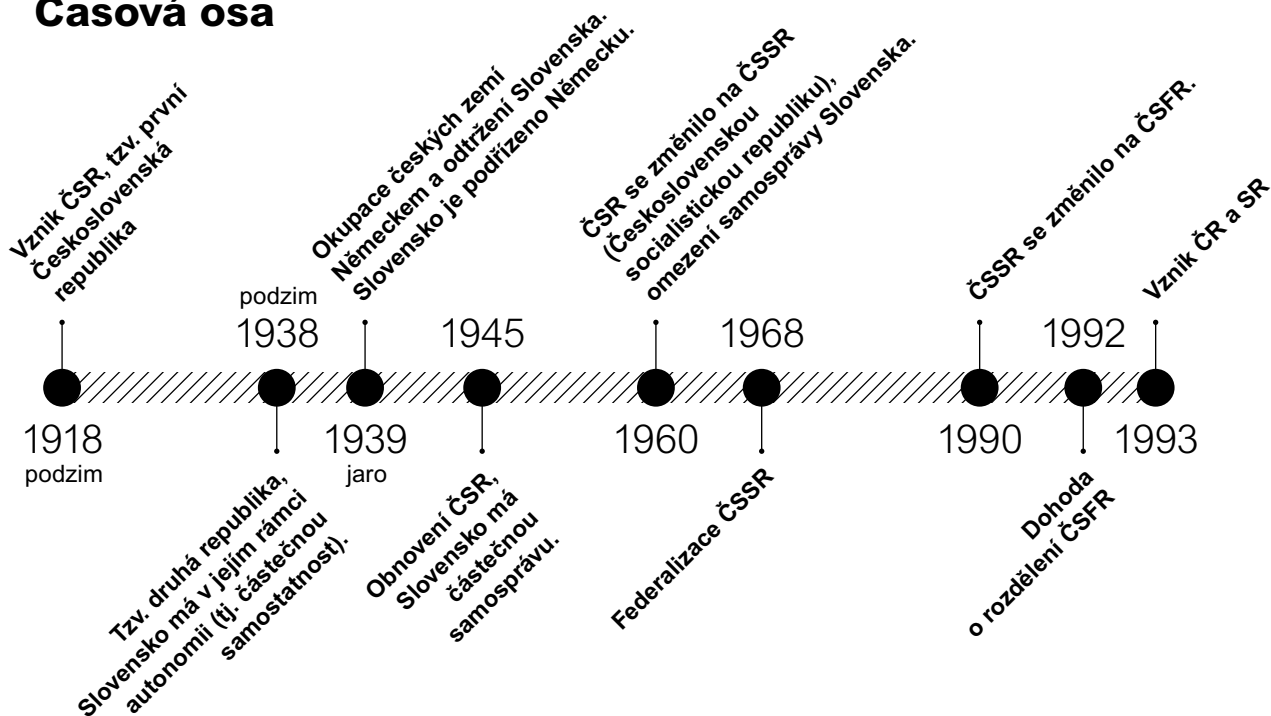 Časová osa
Vznik ČSR, tzv. první
Československá
republika
1918
podzim
podzim
1938
Tzv. druhá republika,
Slovensko má v jejím rámci
autonomii (tj. částečnou
samostatnost).
Okupace českých zemí
Německem a odtržení Slovenska.
Slovensko je podřízeno Německu.
1939
jaro
1945
Obnovení ČSR,
Slovensko má
částečnou
samosprávu.
ČSR se změnilo na ČSSR
(Československou
socialistickou republiku),
omezení samosprávy Slovenska.
1960
1968
Federalizace ČSSR
ČSSR se změnilo na ČSFR.
1990
1992
Dohoda
o rozdělení ČSFR
Vznik ČR a SR
1993